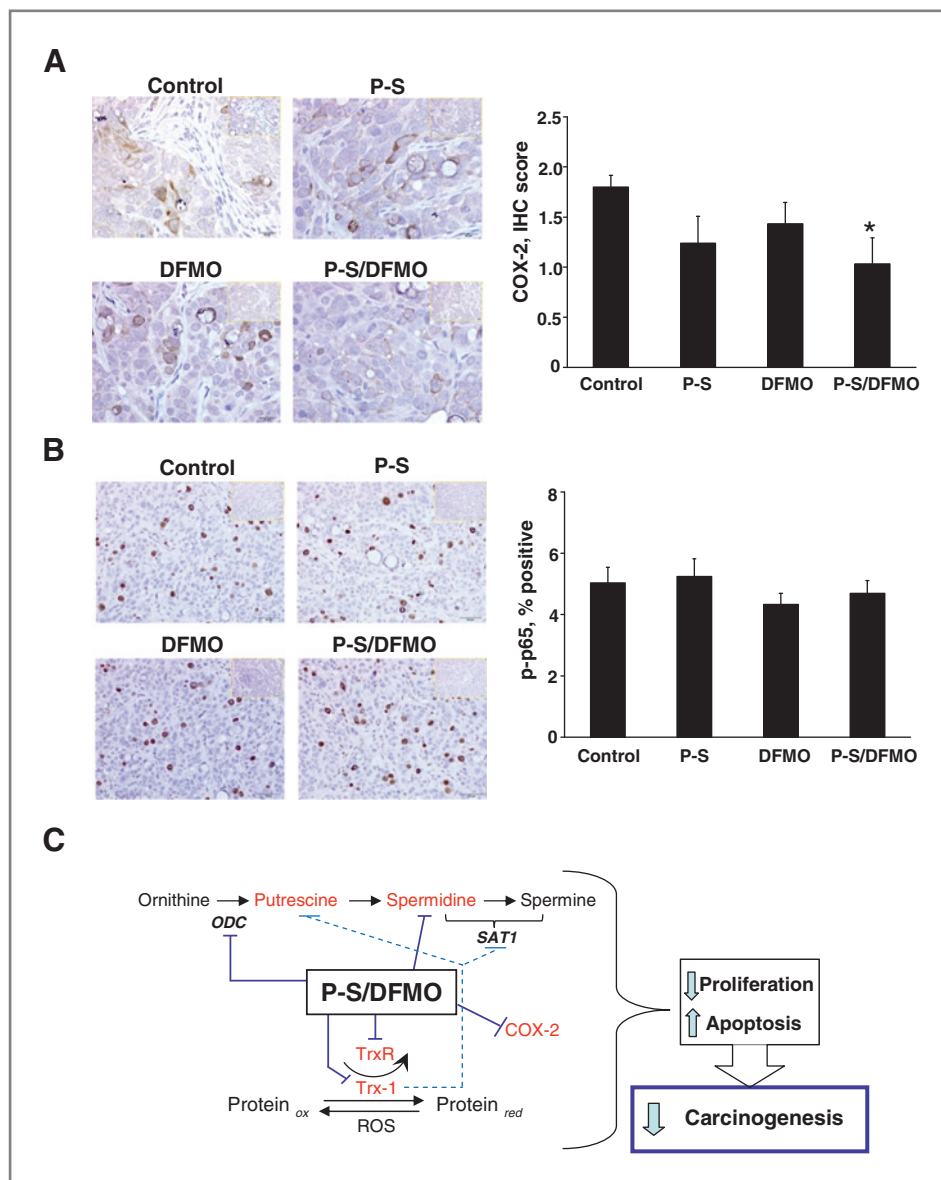 A
Control
P-S
DFMO
P-S/DFMO
COX-2, IHC score
2.5
2.0
1.5
1.0
0.5
0
*
Control
P-S
DFMO
P-S/DFMO
B
Control
P-S
DFMO
P-S/DFMO
p-p65, % positive
8
6
4
2
0
Control
P-S
DFMO
P-S/DFMO
C
Ornithine Putrescine Spermidine Spermine
ODC
SAT1
P-S/DFMO
COX-2
TrxR
Trx-1
Protein ox Protein red
ROS
Proliferation
Apoptosis
Carcinogenesis